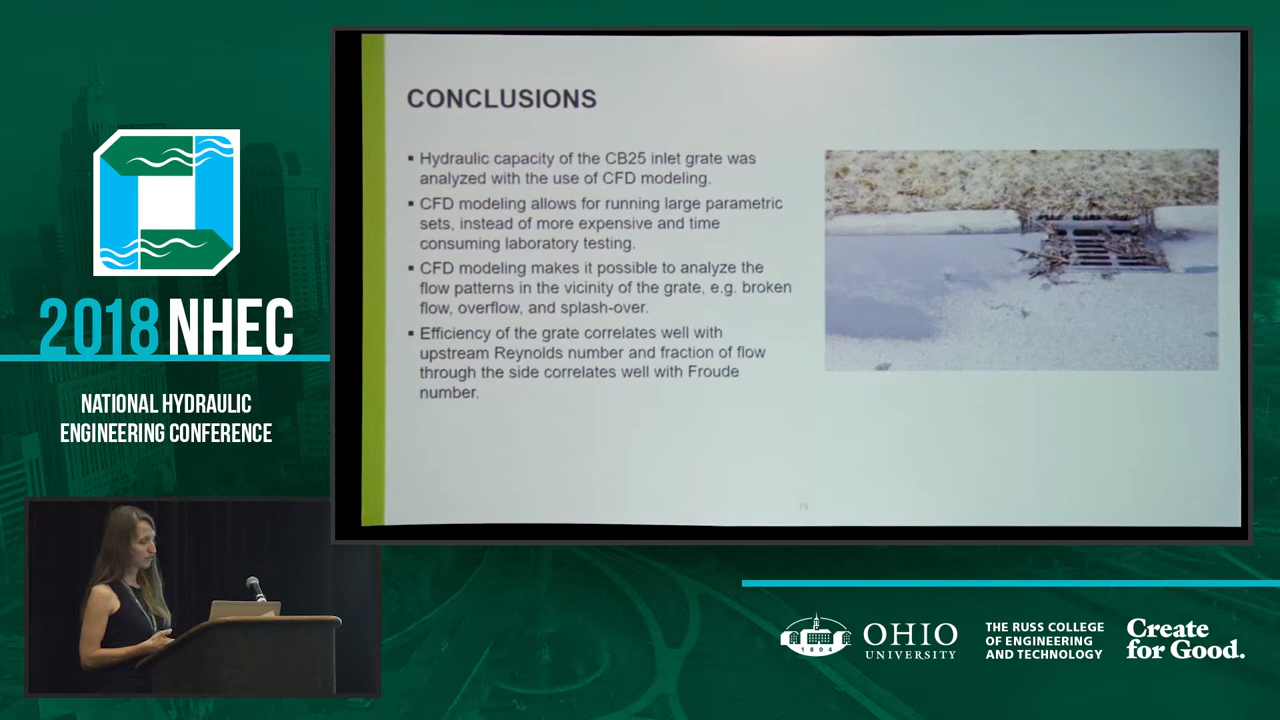 CONCLUSIONS
▪ Hydraulic capacity of the CB25 inlet grate was
analyzed with the use of CFD modeling.
▪ CFD modeling allows for running large parametric
sets, instead of more expensive and time
consuming laboratory testing.
▪ CFD modeling makes it possible to analyze the
flow patterns in the vicinity of the grate, e.g. broken
flow, overflow, and splash-over.
▪ Efficiency of the grate correlates well with
upstream Reynolds number and fraction of flow
through the side correlates well with Froude
number.
19
2018 NHEC
NATIONAL HYDRAULIC
ENGINEERING CONFERENCE
1804
OHIO
UNIVERSITY
THE RUSS COLLEGE
OF ENGINEERING
AND TECHNOLOGY
Create
for Good.